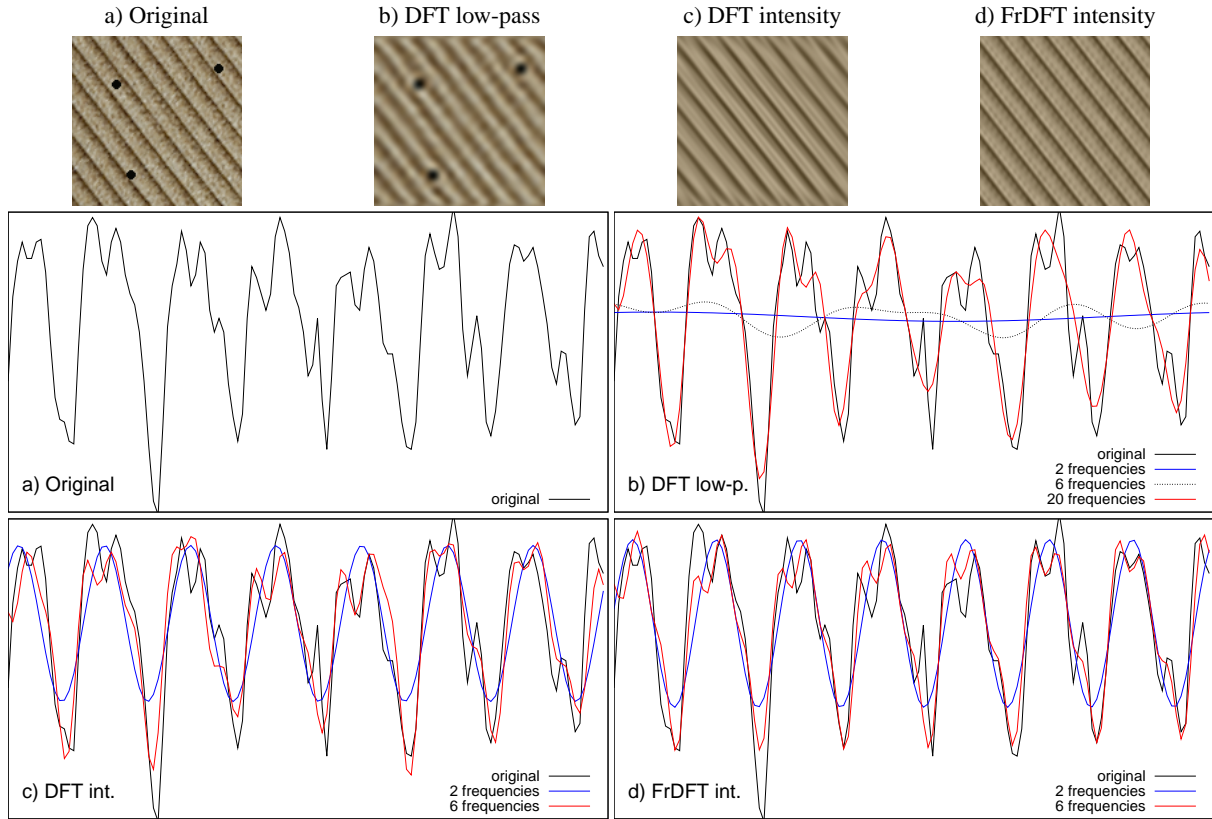 a) Original
b) DFT low-pass
c) DFT intensity
d) FrDFT intensity
a) Original
original
b) DFT low-p.
original
2 frequencies
6 frequencies
20 frequencies
c) DFT int.
original
2 frequencies
6 frequencies
d) FrDFT int.
original
2 frequencies
6 frequencies